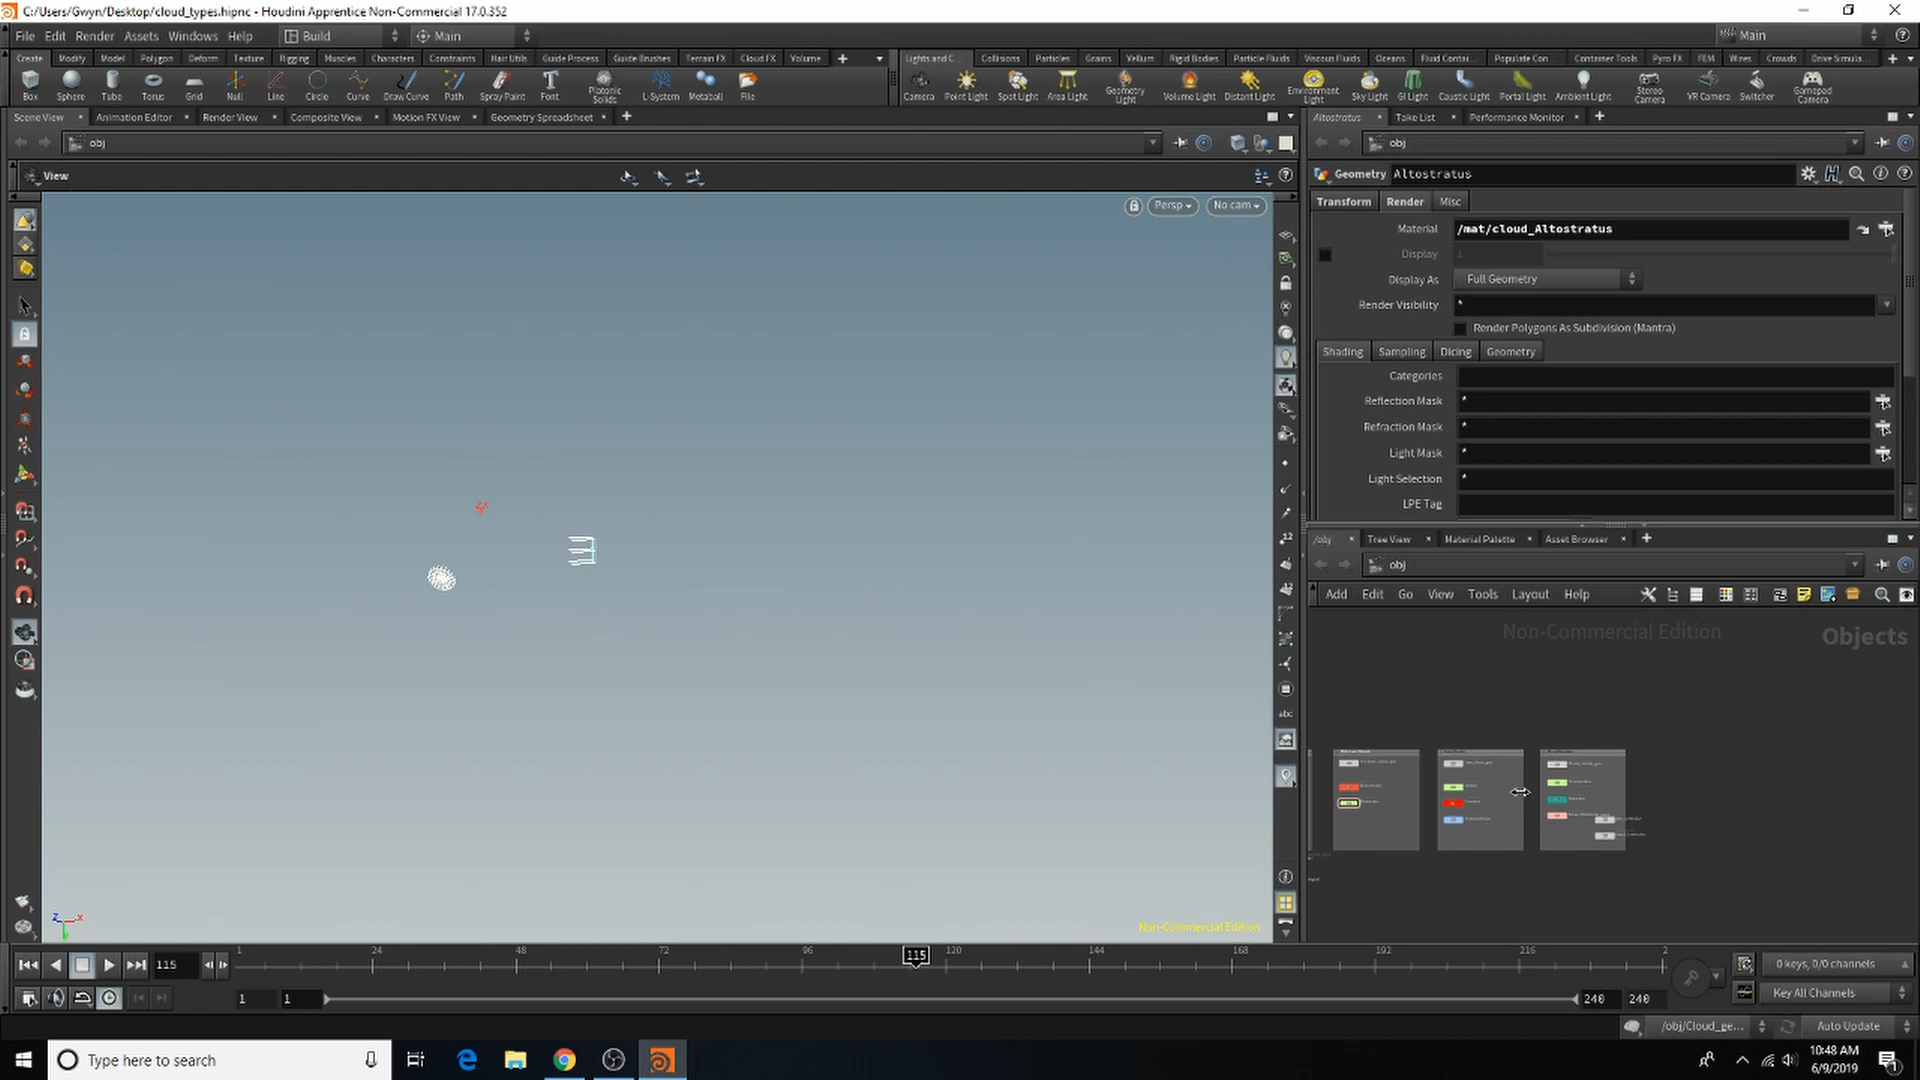 C:/Users/Gwyn/Desktop/cloud_types.hipnc - Houdini Apprentice Non-Commercial 17.0.352
File Edit Render Assets Windows Help Build Main Main
Create Modify Model Polygon Deform Texture Rigging Muscles Characters Constraints Hair Utils Guide Process Guide Brushes Terrain FX Cloud FX Volume
Lights and C... Collisions Particles Grains Vellum Rigid Bodies Particle Fluids Viscous Fluids Oceans Fluid Contai... Populate Con... Container Tools Pyro FX FEM Wires Crowds Drive Simula...
Box Sphere Tube Torus Grid Null Line Circle Curve Draw Curve Path Spray Paint Font Platonic Solids L-System Metaball File
Camera Point Light Spot Light Area Light Geometry Light Volume Light Distant Light Environment Light Sky Light GI Light Caustic Light Portal Light Ambient Light Stereo Camera VR Camera Switcher Gamepad Camera
Scene View Animation Editor Render View Composite View Motion FX View Geometry Spreadsheet
Altostratus Take List Performance Monitor
obj
obj
View
Persp No cam
Geometry Altostratus
Transform Render Misc
Material /mat/cloud_Altostratus
Display 1
Display As Full Geometry
Render Visibility *
Render Polygons As Subdivision (Mantra)
Shading Sampling Dicing Geometry
Categories
Reflection Mask *
Refraction Mask *
Light Mask *
Light Selection *
LPE Tag
/obj Tree View Material Palette Asset Browser
obj
Add Edit Go View Tools Layout Help
Non-Commercial Edition
Objects
12
abc
z x
Non-Commercial Edition
115
1 24 48 72 96 115 120 144 168 192 216 2
0 keys, 0/0 channels
1 1 240 240
Key All Channels
/obj/Cloud_ge... Auto Update
Type here to search
10:48 AM
6/9/2019
1